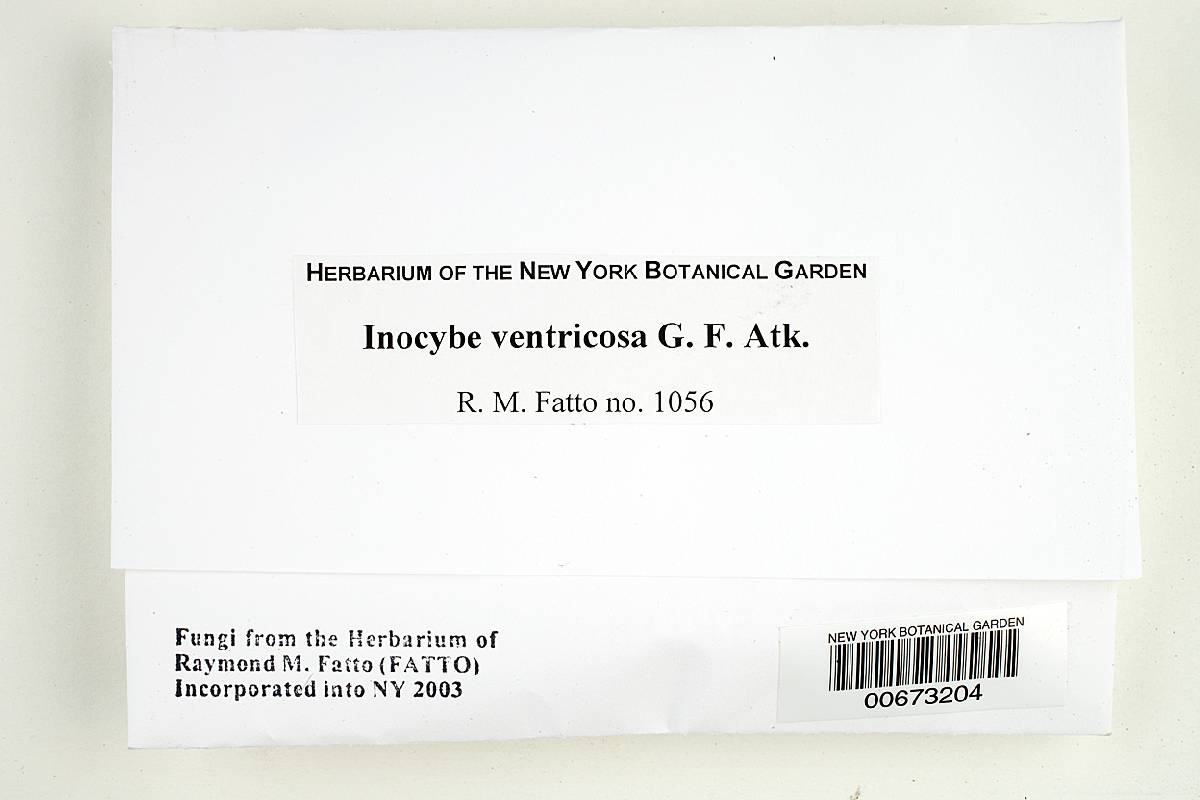 HERBARIUM OF THE NEW YORK BOTANICAL GARDEN
Inocybe ventricosa G. F. Atk.
R. M. Fatto no. 1056
Fungi from the Herbarium of
Raymond M. Fatto (FATTO)
Incorporated into NY 2003
NEW YORK BOTANICAL GARDEN
00673204